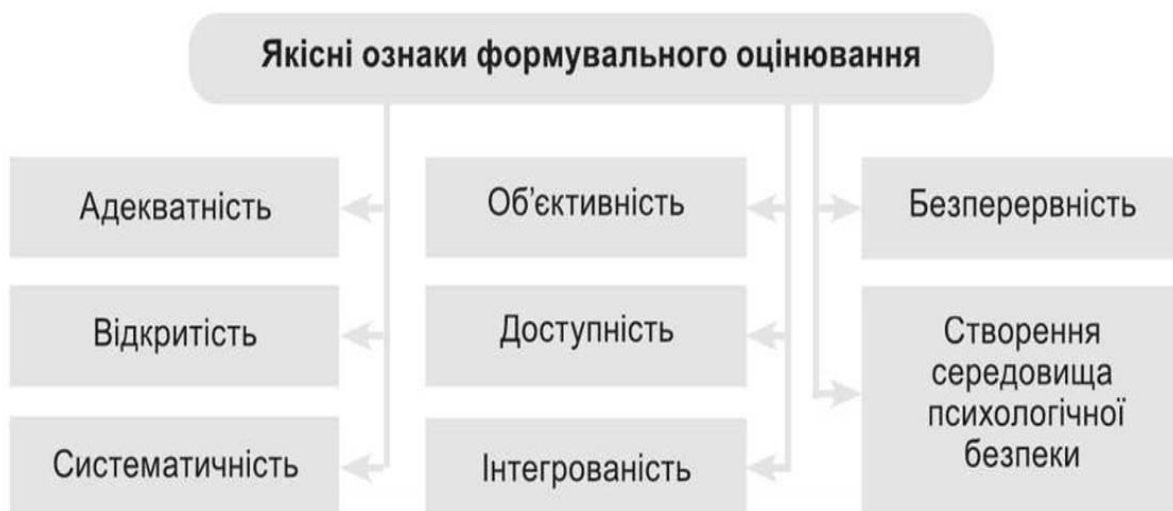 Якісні ознаки формувального оцінювання
Адекватність
Об’єктивність
Безперервність
Відкритість
Доступність
Створення
середовища
психологічної
безпеки
Систематичність
Інтегрованість